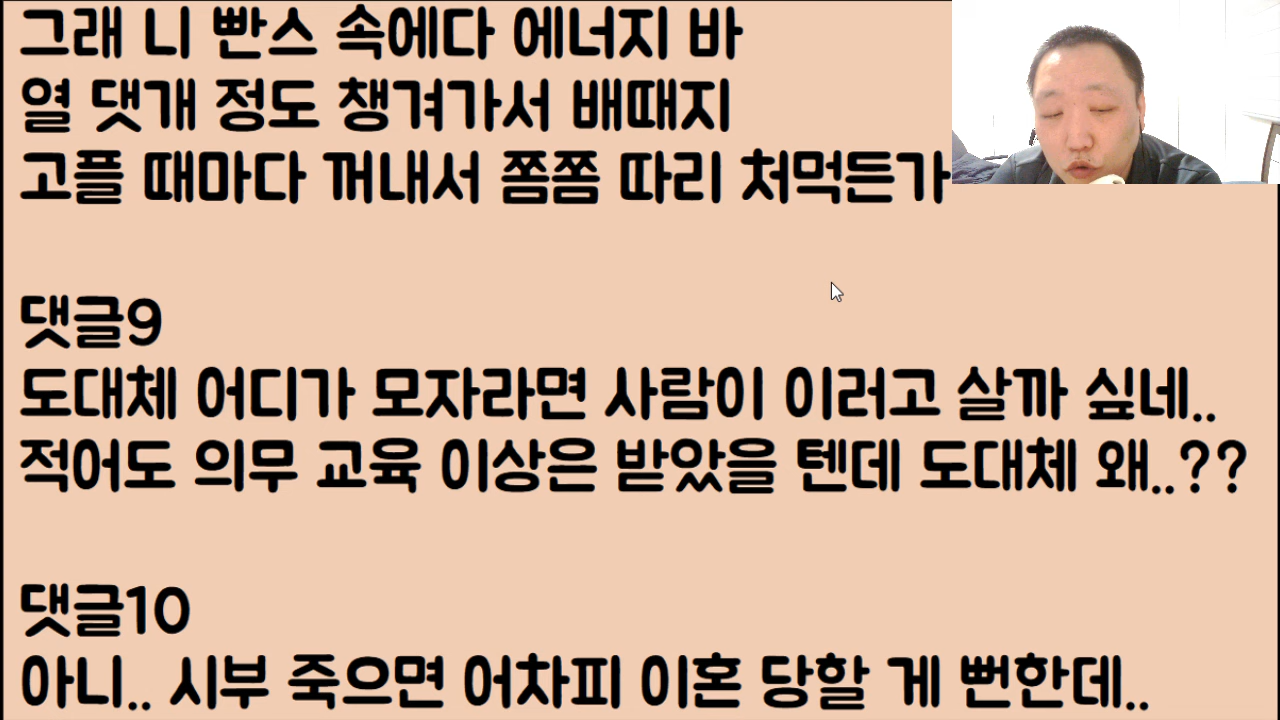 그래 니 빤스 속에다 에너지 바
열 댓개 정도 챙겨가서 배때지
고플 때마다 꺼내서 쫌쫌 따리 처먹든가
댓글9
도대체 어디가 모자라면 사람이 이러고 살까 싶네..
적어도 의무 교육 이상은 받았을 텐데 도대체 왜..??
댓글10
아니.. 시부 죽으면 어차피 이혼 당할 게 뻔한데..